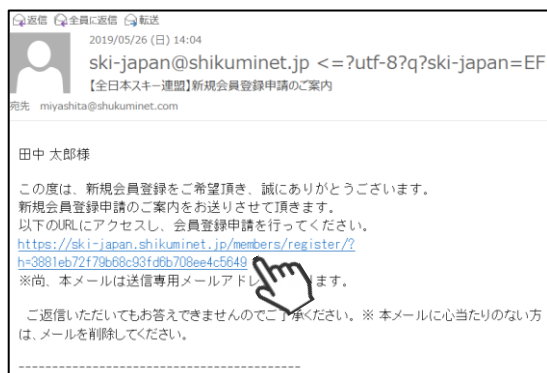 返信 全員に返信 転送
2019/05/26 (日) 14:04
ski-japan@shikuminet.jp <=?utf-8?q?ski-japan=EF
【全日本スキー連盟】新規会員登録申請のご案内
宛先 miyashita@shukuminet.com
田中 太郎様
この度は、新規会員登録をご希望頂き、誠にありがとうございます。
新規会員登録申請のご案内をお送りさせて頂きます。
以下のURLにアクセスし、会員登録申請を行ってください。
https://ski-japan.shikuminet.jp/members/register/?
h=3881eb72f79b68c93fd6b708ee4c5649
※尚、本メールは送信専用メールアドレ ります。
ご返信いただいてもお答えできませんのでご了承ください。※ 本メールに心当たりのない方
は、メールを削除してください。
----------------------------------------